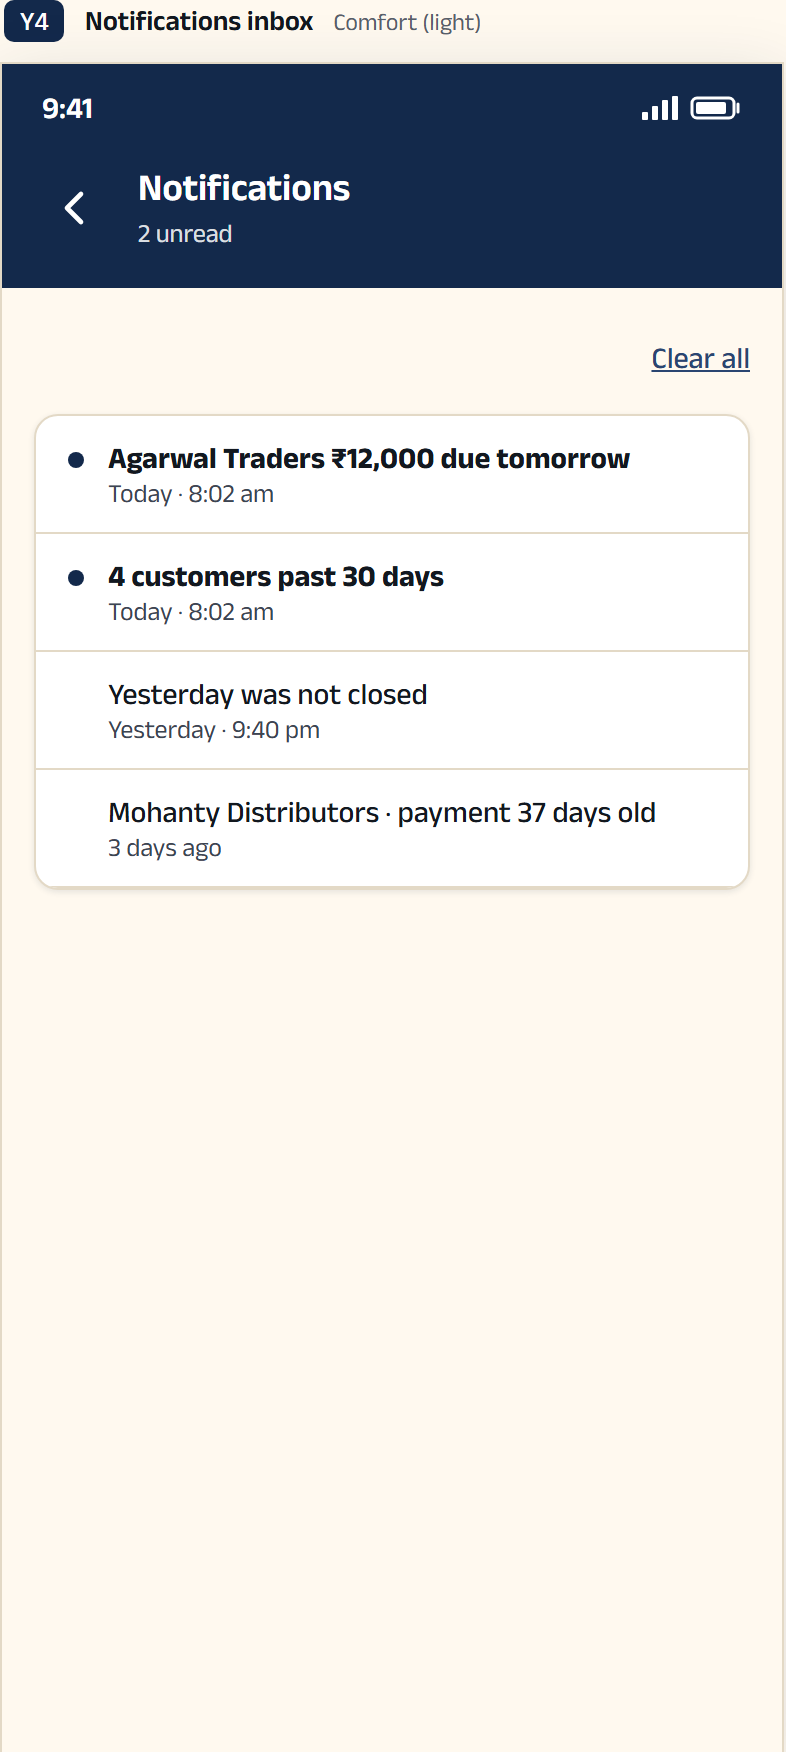 Y4 Notifications inbox Comfort (light)
9:41
Notifications
2 unread
Clear all
Agarwal Traders ₹12,000 due tomorrow
Today · 8:02 am
4 customers past 30 days
Today · 8:02 am
Yesterday was not closed
Yesterday · 9:40 pm
Mohanty Distributors · payment 37 days old
3 days ago